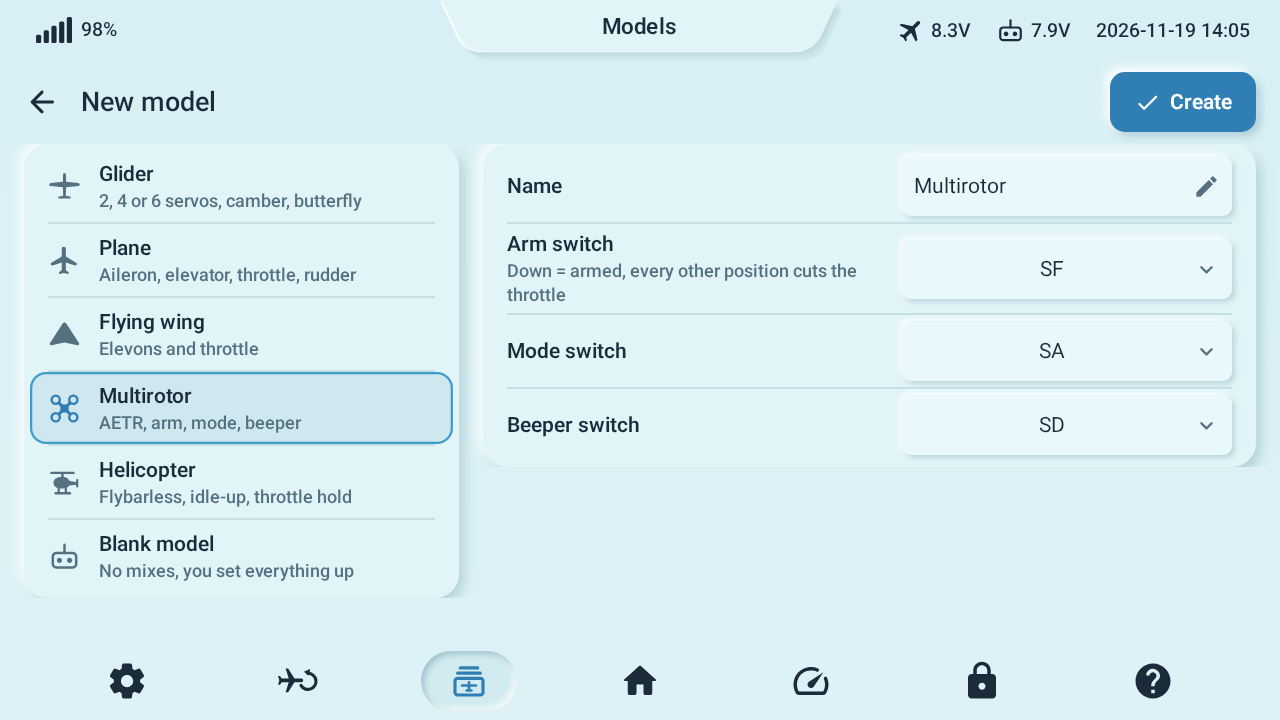 98%
Models
8.3V
7.9V
2026-11-19 14:05
New model
Create
Glider
2, 4 or 6 servos, camber, butterfly
Plane
Aileron, elevator, throttle, rudder
Flying wing
Elevons and throttle
Multirotor
AETR, arm, mode, beeper
Helicopter
Flybarless, idle-up, throttle hold
Blank model
No mixes, you set everything up
Name
Multirotor
Arm switch
Down = armed, every other position cuts the
throttle
SF
Mode switch
SA
Beeper switch
SD